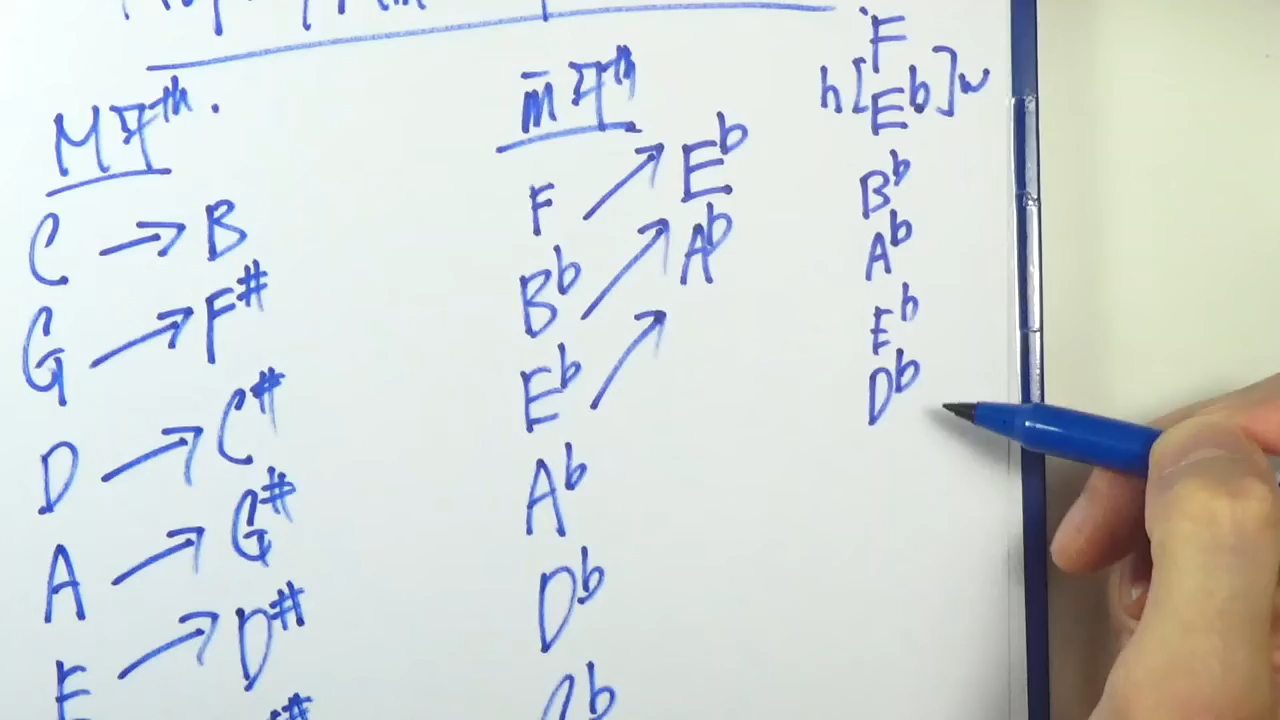 M7th.
C → B
G → F#
D → C#
A → G#
E → D#
#
m7th
F → Eb
Bb → Ab
Eb →
Ab
Db
b
F
h [ Eb ] w
Bb
Ab
Eb
Db